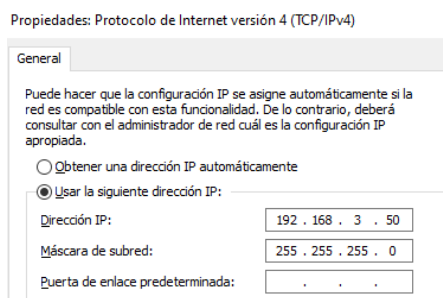 Propiedades: Protocolo de Internet versión 4 (TCP/IPv4)
General
Puede hacer que la configuración IP se asigne automáticamente si la
red es compatible con esta funcionalidad. De lo contrario, deberá
consultar con el administrador de red cuál es la configuración IP
apropiada.
Obtener una dirección IP automáticamente
Usar la siguiente dirección IP:
Dirección IP: 192 . 168 . 3 . 50
Máscara de subred: 255 . 255 . 255 . 0
Puerta de enlace predeterminada: . . .